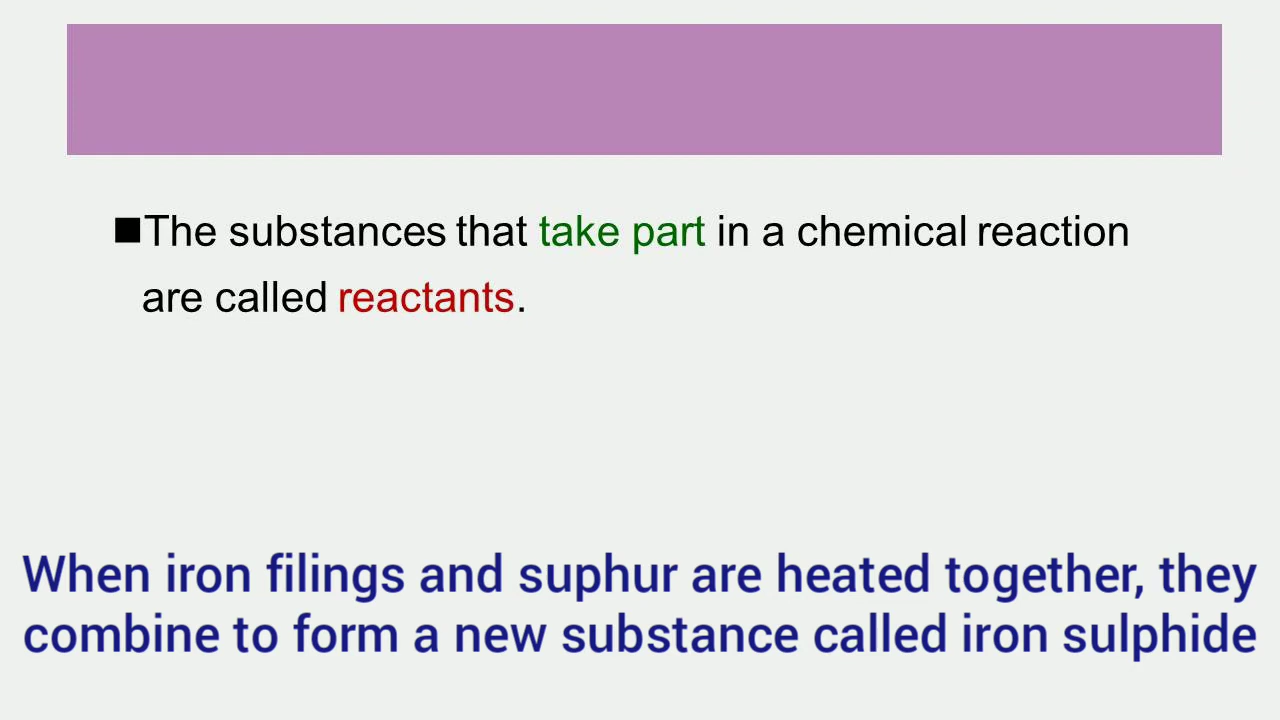 ■The substances that take part in a chemical reaction
are called reactants.
When iron filings and suphur are heated together, they
combine to form a new substance called iron sulphide